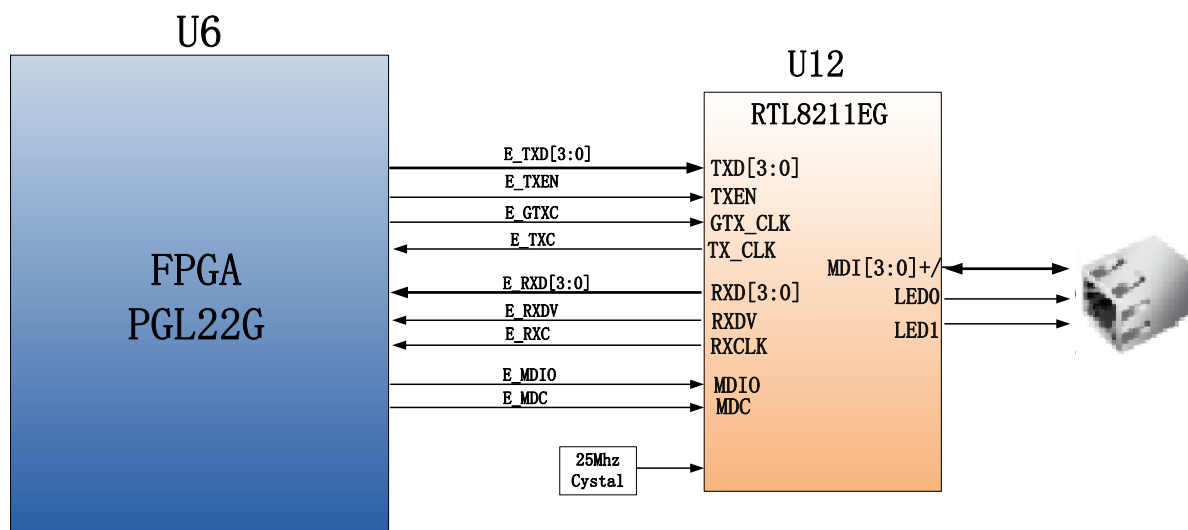 U6
FPGA
PGL22G
E_TXD[3:0]
E_TXEN
E_GTXC
E_TXC
E_RXD[3:0]
E_RXDV
E_RXC
E_MDIO
E_MDC
25Mhz
Cystal
U12
RTL8211EG
TXD[3:0]
TXEN
GTX_CLK
TX_CLK
RXD[3:0]
RXDV
RXCLK
MDIO
MDC
MDI[3:0]+/
LED0
LED1